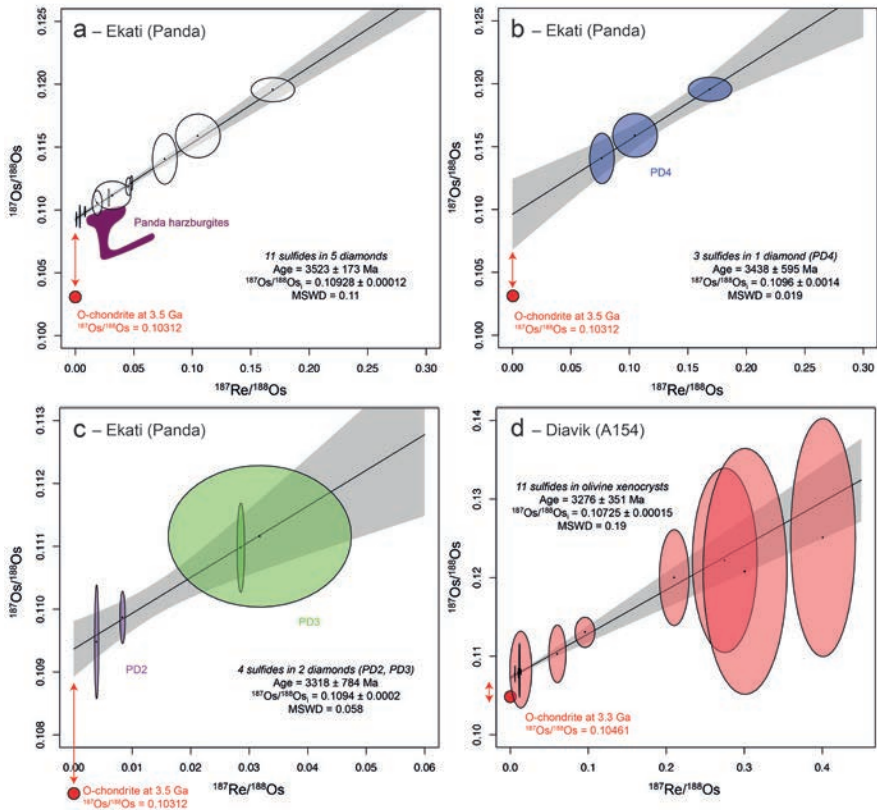 a – Ekati (Panda)
187Os/188Os
0.125
0.120
0.115
0.110
0.105
0.100
Panda harzburgites
11 sulfides in 5 diamonds
Age = 3523 ± 173 Ma
187Os/188Osi = 0.10928 ± 0.00012
MSWD = 0.11
O-chondrite at 3.5 Ga
187Os/188Os = 0.10312
0.00 0.05 0.10 0.15 0.20 0.25 0.30
187Re/188Os
b – Ekati (Panda)
187Os/188Os
0.125
0.120
0.115
0.110
0.105
0.100
PD4
3 sulfides in 1 diamond (PD4)
Age = 3438 ± 595 Ma
187Os/188Osi = 0.1096 ± 0.0014
MSWD = 0.019
O-chondrite at 3.5 Ga
187Os/188Os = 0.10312
0.00 0.05 0.10 0.15 0.20 0.25 0.30
187Re/188Os
c – Ekati (Panda)
187Os/188Os
0.113
0.112
0.111
0.110
0.109
0.108
PD3
PD2
4 sulfides in 2 diamonds (PD2, PD3)
Age = 3318 ± 784 Ma
187Os/188Osi = 0.1094 ± 0.0002
MSWD = 0.058
0.00 0.01 0.02 0.03 0.04 0.05 0.06
O-chondrite at 3.5 Ga
187Os/188Os = 0.10312
187Re/188Os
d – Diavik (A154)
187Os/188Os
0.14
0.13
0.12
0.11
0.10
11 sulfides in olivine xenocrysts
Age = 3276 ± 351 Ma
187Os/188Osi = 0.10725 ± 0.00015
MSWD = 0.19
O-chondrite at 3.3 Ga
187Os/188Os = 0.10461
0.0 0.1 0.2 0.3 0.4
187Re/188Os